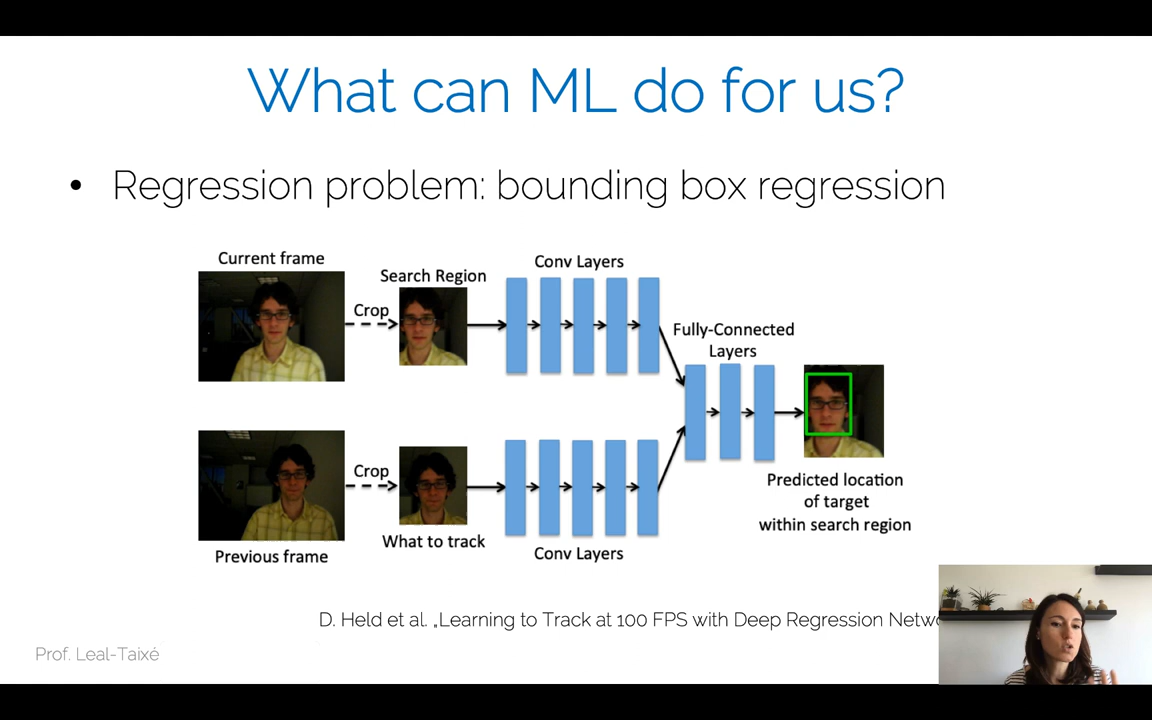 What can ML do for us?
• Regression problem: bounding box regression
Current frame
Search Region
Crop
Conv Layers
Fully-Connected
Layers
Crop
What to track
Previous frame
Conv Layers
Predicted location
of target
within search region
D. Held et al. „Learning to Track at 100 FPS with Deep Regression
Prof. Leal-Taixé